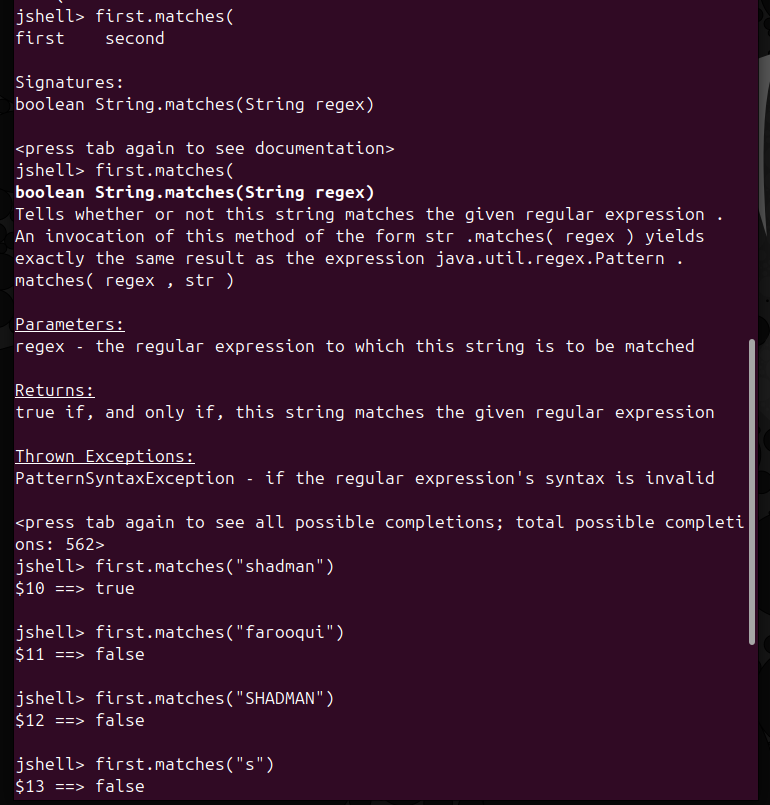 jshell> first.matches(
first    second
Signatures:
boolean String.matches(String regex)
<press tab again to see documentation>
jshell> first.matches(
boolean String.matches(String regex)
Tells whether or not this string matches the given regular expression .
An invocation of this method of the form str .matches( regex ) yields
exactly the same result as the expression java.util.regex.Pattern .
matches( regex , str )
Parameters:
regex - the regular expression to which this string is to be matched
Returns:
true if, and only if, this string matches the given regular expression
Thrown Exceptions:
PatternSyntaxException - if the regular expression's syntax is invalid
<press tab again to see all possible completions; total possible completi
ons: 562>
jshell> first.matches("shadman")
$10 ==> true
jshell> first.matches("farooqui")
$11 ==> false
jshell> first.matches("SHADMAN")
$12 ==> false
jshell> first.matches("s")
$13 ==> false